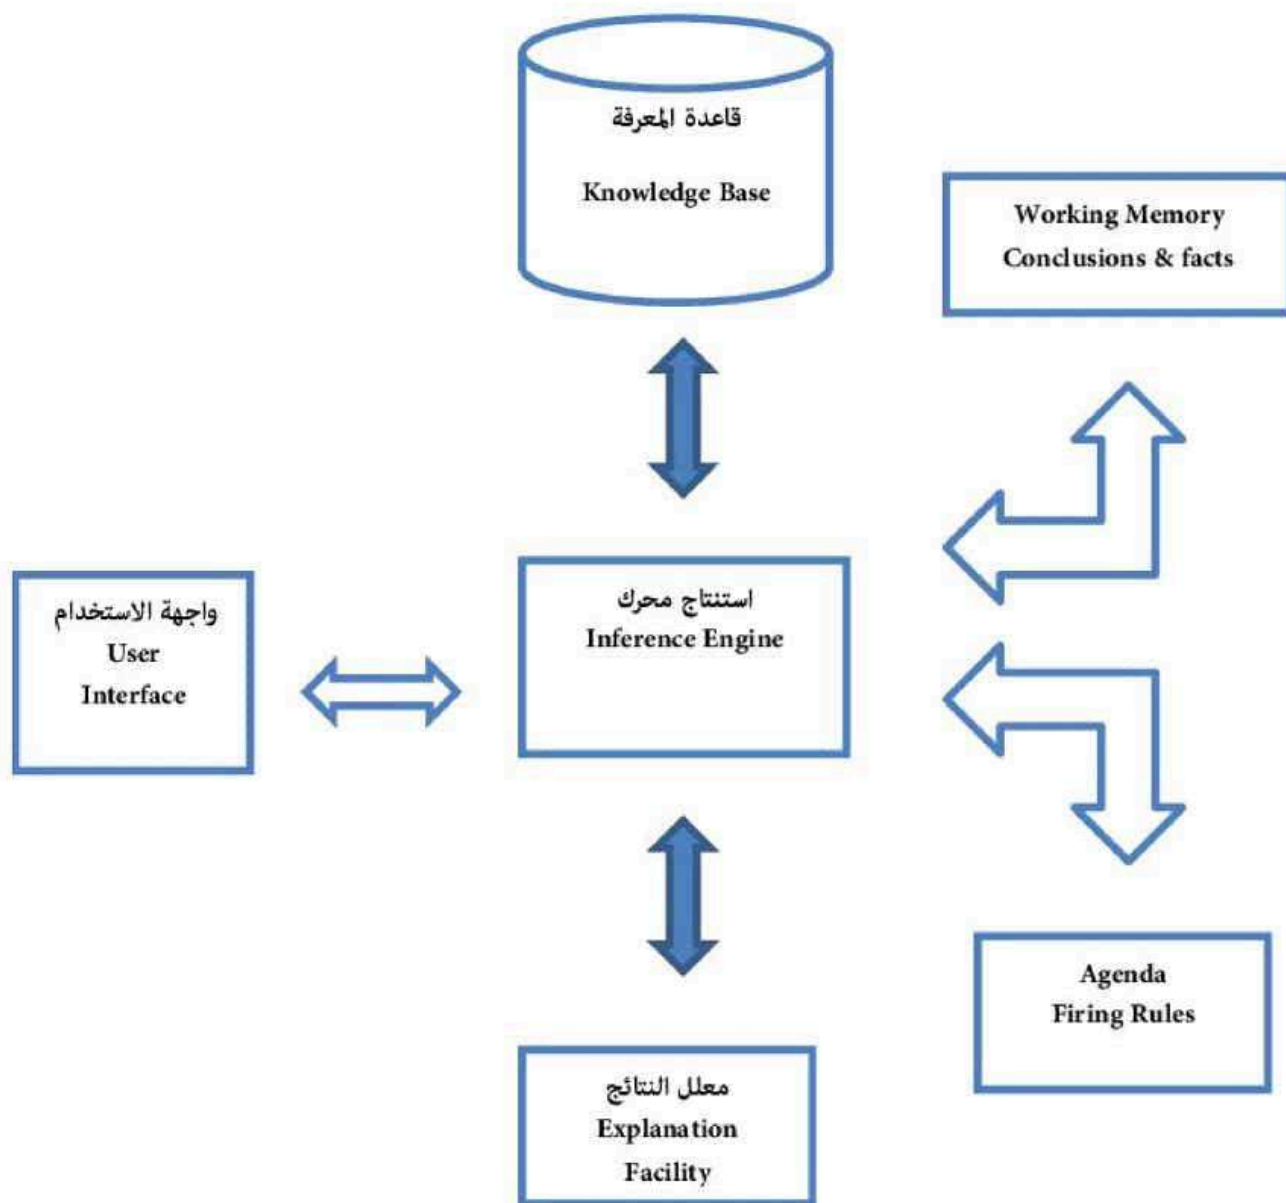 قاعدة المعرفة
Knowledge Base
Working Memory
Conclusions & facts
واجهة الاستخدام
User
Interface
استنتاج محرك
Inference Engine
Agenda
Firing Rules
معلل النتائج
Explanation
Facility